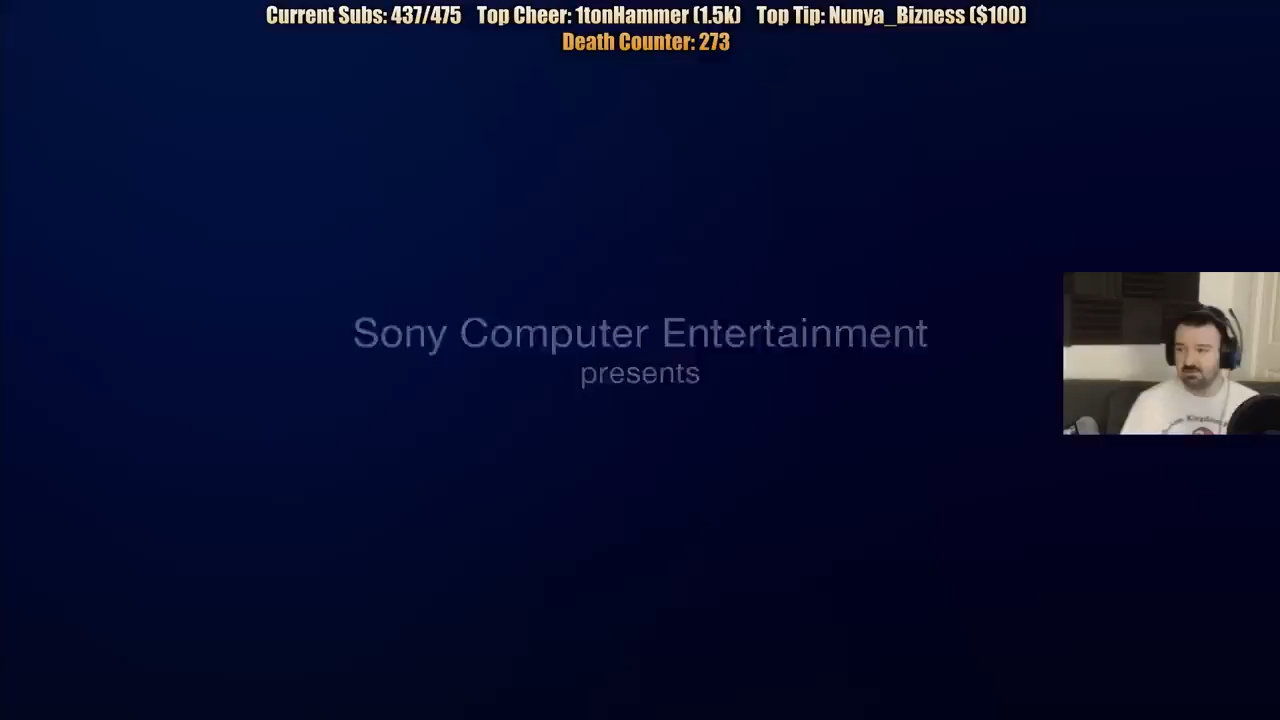 Current Subs: 437/475 Top Cheer: 1tonHammer (1.5k) Top Tip: Nunya_Bizness ($100)
Death Counter: 273
Sony Computer Entertainment
presents